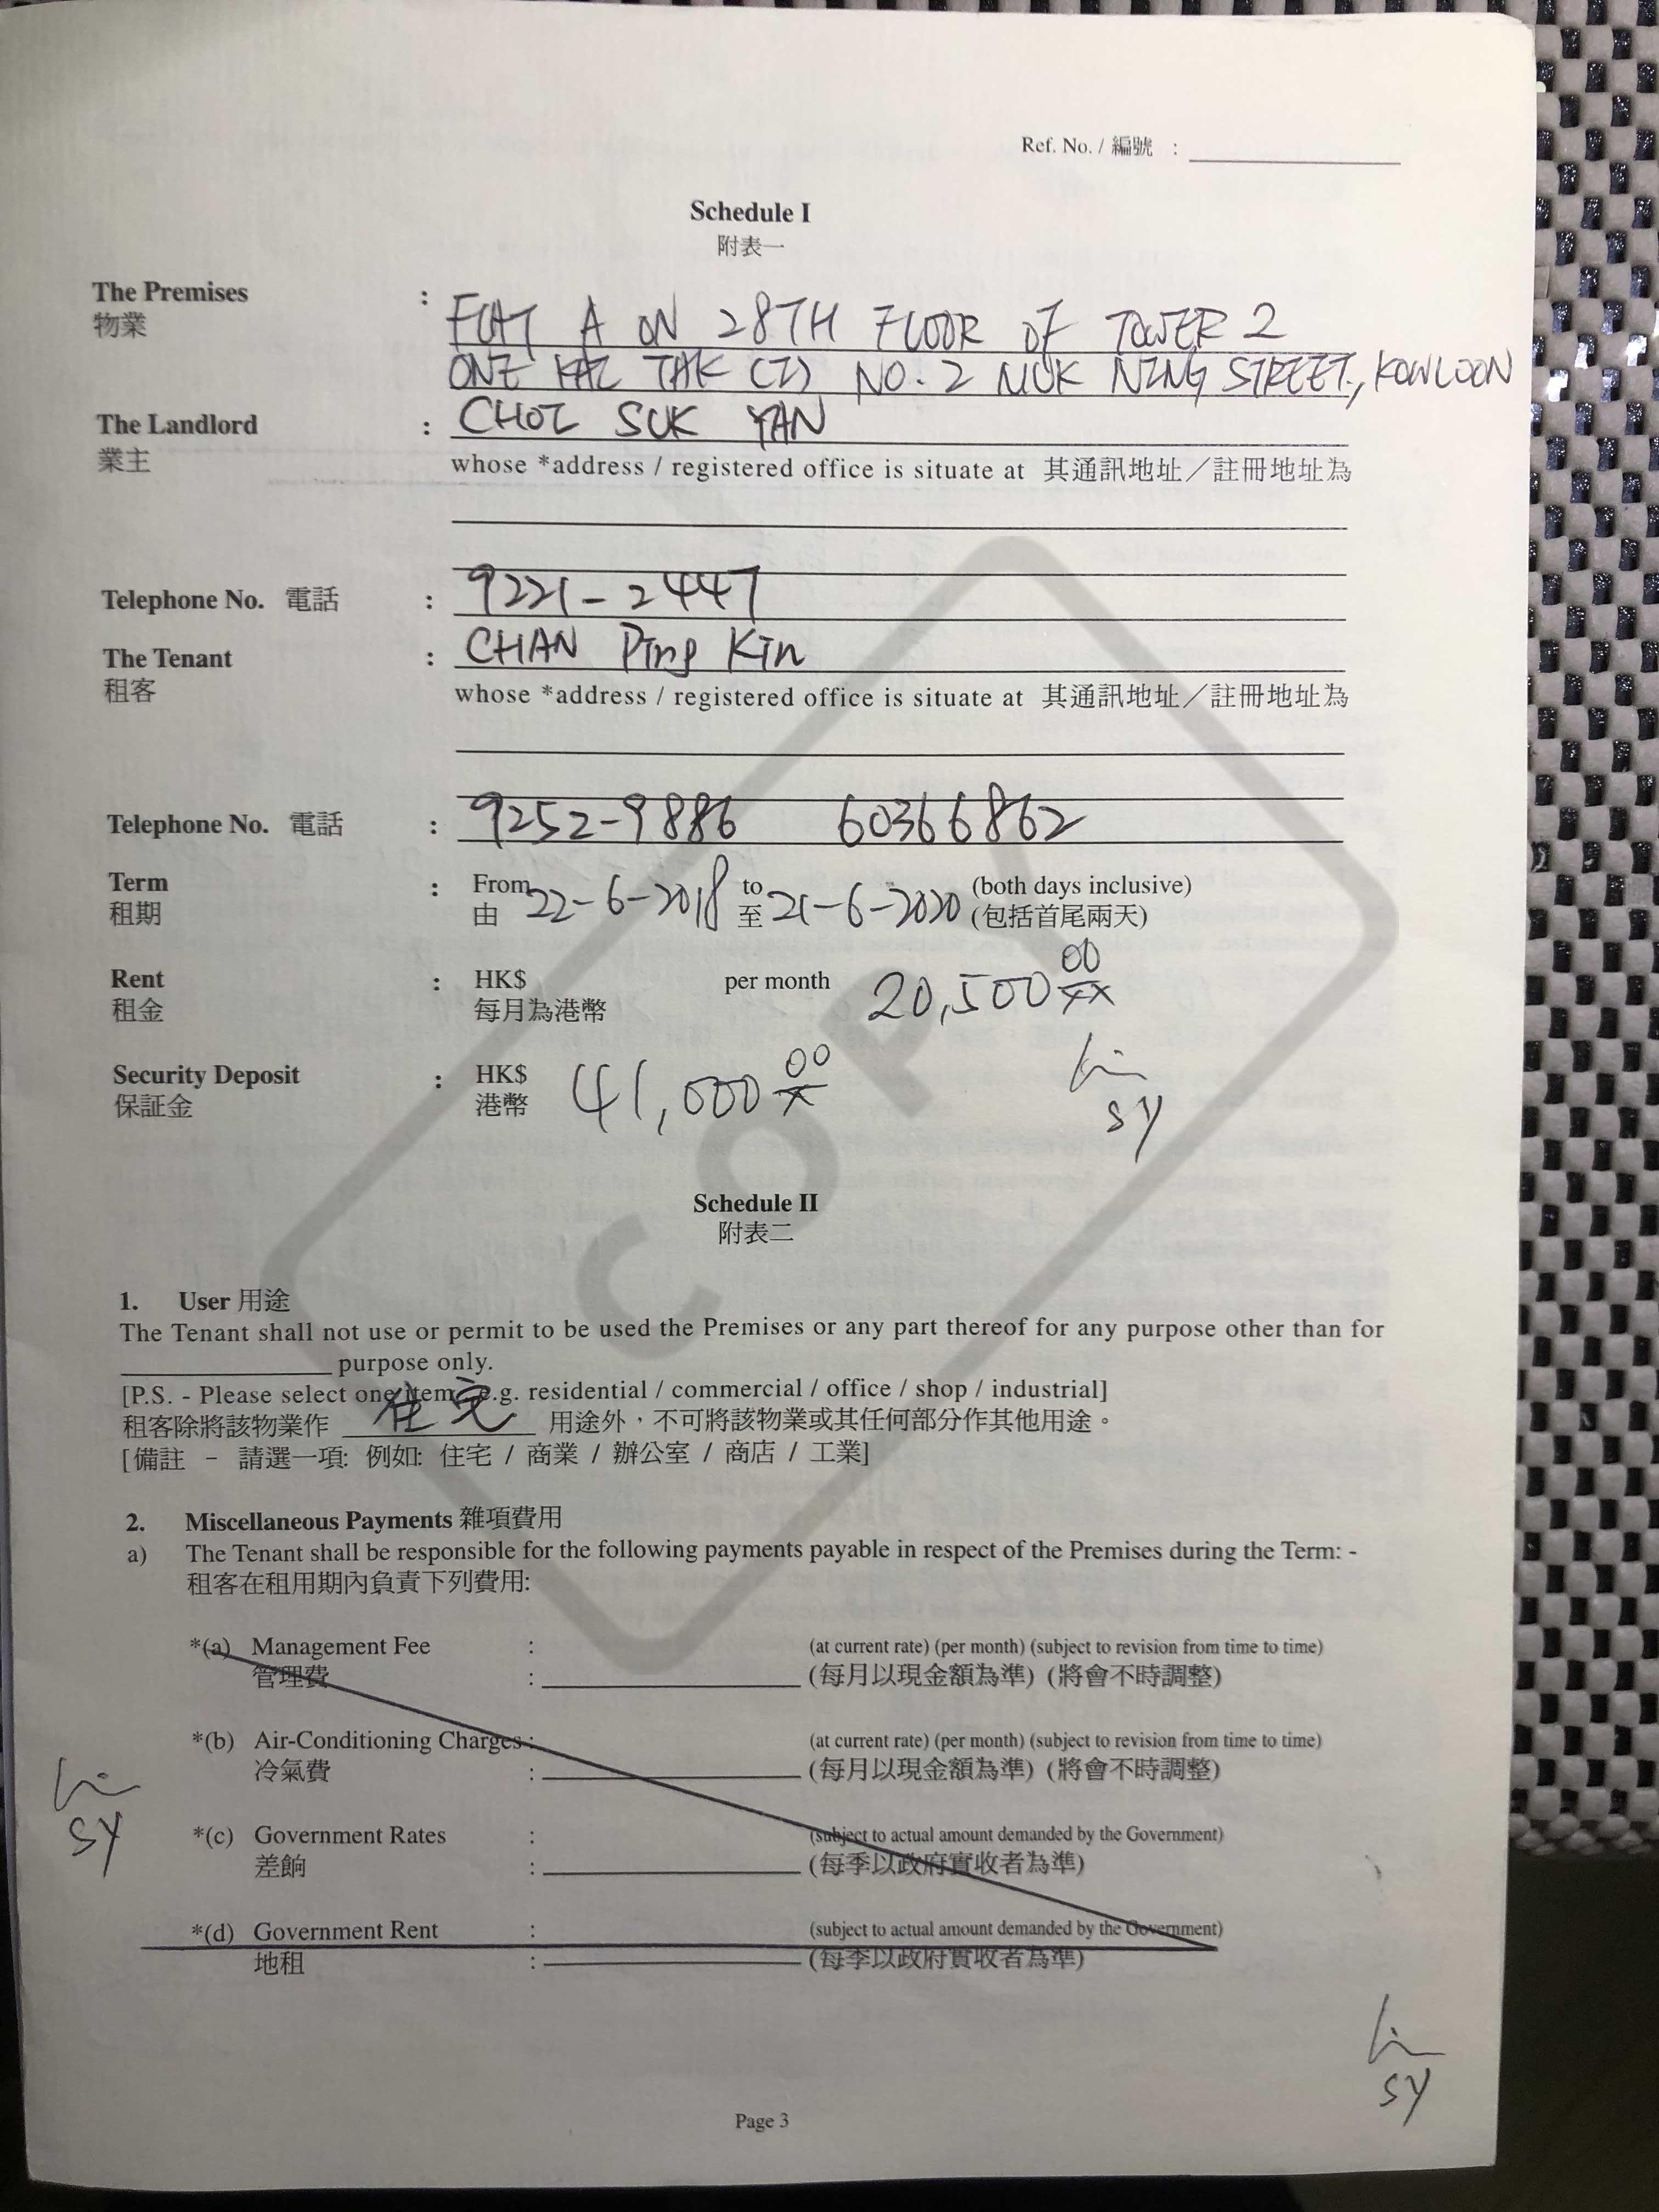 Ref. No. / 編號 :
Schedule I
附表一
The Premises : FLAT A ON 28TH FLOOR OF TOWER 2
物業 ONE KAI TAK (I) NO. 2 MUK NING STREET, KOWLOON
The Landlord : CHOI SUK YAN
業主 whose *address / registered office is situate at 其通訊地址／註冊地址為
Telephone No. 電話 : 9221-2447
The Tenant : CHAN Ping Kin
租客 whose *address / registered office is situate at 其通訊地址／註冊地址為
Telephone No. 電話 : 9252-9886 60366862
Term : From 22-6-2018 to 21-6-2020 (both days inclusive)
租期 由 至 (包括首尾兩天)
Rent : HK$ per month 20,500 00/xx
租金 每月為港幣
Security Deposit : HK$ 41,000 00/x
保証金 港幣
SY
Schedule II
附表二
1. User 用途
The Tenant shall not use or permit to be used the Premises or any part thereof for any purpose other than for
purpose only.
[P.S. - Please select one item, e.g. residential / commercial / office / shop / industrial]
租客除將該物業作 住宅 用途外，不可將該物業或其任何部分作其他用途。
[備註 - 請選一項: 例如: 住宅 / 商業 / 辦公室 / 商店 / 工業]
2. Miscellaneous Payments 雜項費用
a) The Tenant shall be responsible for the following payments payable in respect of the Premises during the Term: -
租客在租用期內負責下列費用:
*(a) Management Fee : (at current rate) (per month) (subject to revision from time to time)
管理費 : (每月以現金額為準) (將會不時調整)
*(b) Air-Conditioning Charges : (at current rate) (per month) (subject to revision from time to time)
冷氣費 : (每月以現金額為準) (將會不時調整)
SY
*(c) Government Rates : (subject to actual amount demanded by the Government)
差餉 : (每季以政府實收者為準)
*(d) Government Rent : (subject to actual amount demanded by the Government)
地租 : (每季以政府實收者為準)
SY
Page 3
COPY